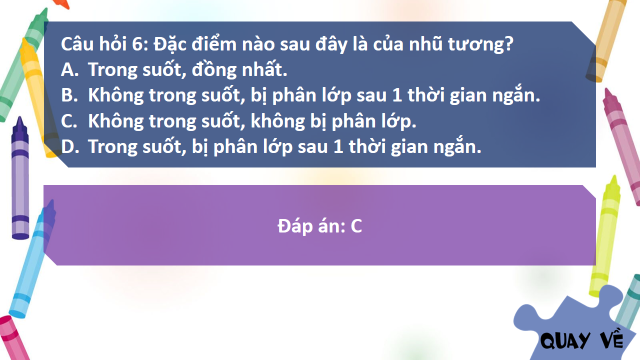 Câu hỏi 6: Đặc điểm nào sau đây là của nhũ tương?
A. Trong suốt, đồng nhất.
B. Không trong suốt, bị phân lớp sau 1 thời gian ngắn.
C. Không trong suốt, không bị phân lớp.
D. Trong suốt, bị phân lớp sau 1 thời gian ngắn.
Đáp án: C
QUAY VỀ